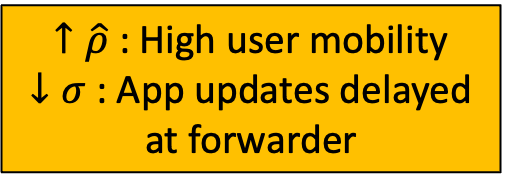 ↑ ρ̂ : High user mobility
↓ σ : App updates delayed
at forwarder